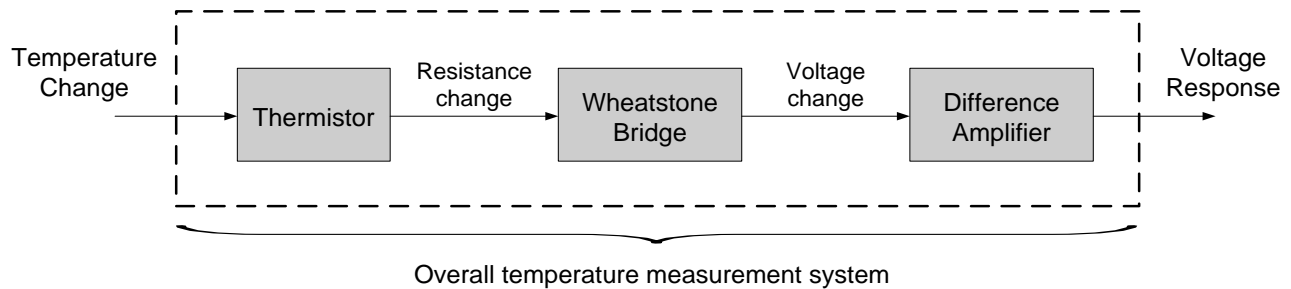 Temperature
Change
Thermistor
Resistance
change
Wheatstone
Bridge
Voltage
change
Difference
Amplifier
Voltage
Response
Overall temperature measurement system